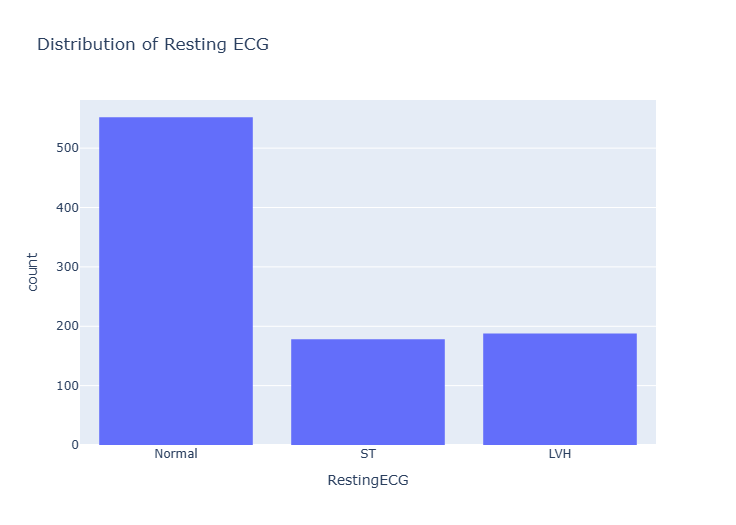 Distribution of Resting ECG
500
400
300
200
100
0
count
Normal
ST
LVH
RestingECG